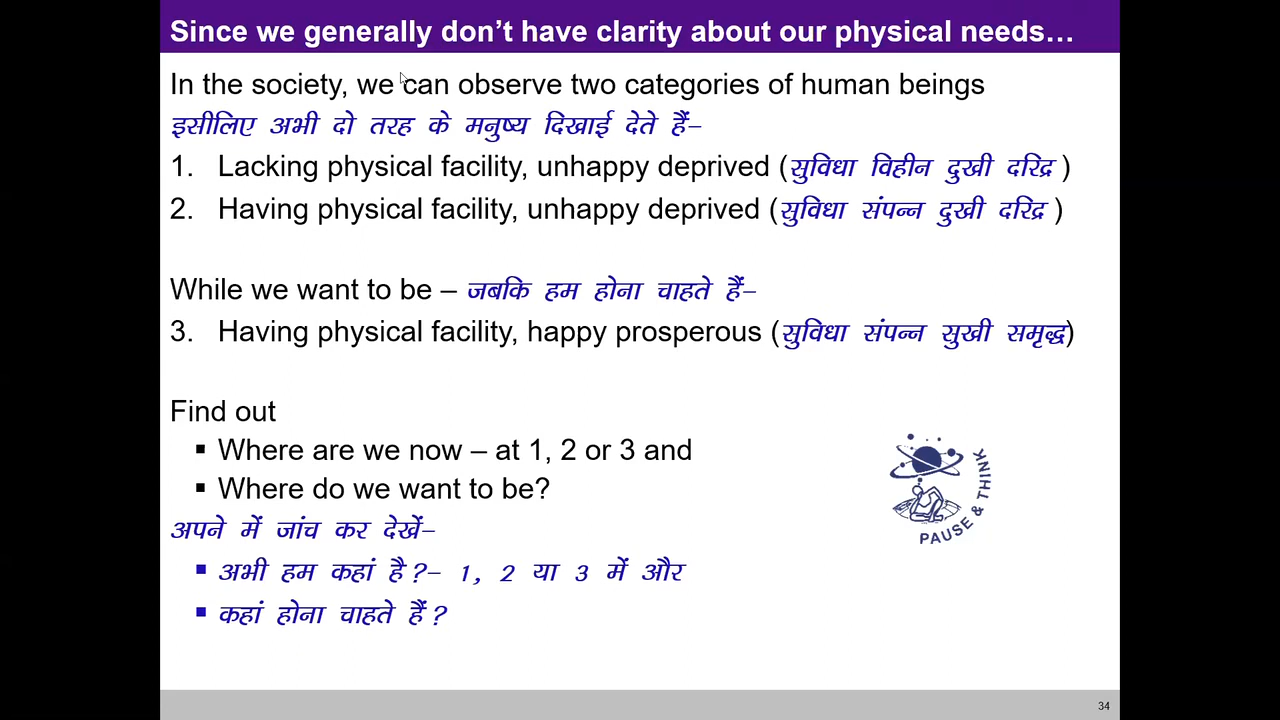 Since we generally don't have clarity about our physical needs…
In the society, we can observe two categories of human beings
इसीलिए अभी दो तरह के मनुष्य दिखाई देते हैं–
1. Lacking physical facility, unhappy deprived (सुविधा विहीन दुखी दरिद्र )
2. Having physical facility, unhappy deprived (सुविधा संपन्न दुखी दरिद्र )
While we want to be – जबकि हम होना चाहते हैं–
3. Having physical facility, happy prosperous (सुविधा संपन्न सुखी समृद्ध)
Find out
▪ Where are we now – at 1, 2 or 3 and
▪ Where do we want to be?
अपने में जांच कर देखें–
▪ अभी हम कहां है?– 1, 2 या 3 में और
▪ कहां होना चाहते हैं?
PAUSE & THINK
34